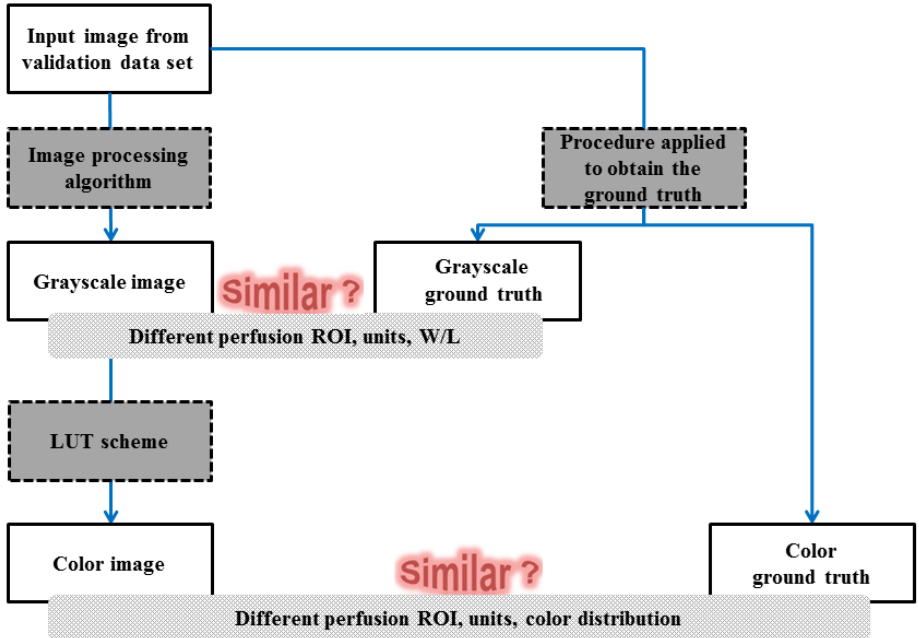 Input image from
validation data set
Image processing
algorithm
Procedure applied
to obtain the
ground truth
Grayscale image
Similar ?
Grayscale
ground truth
Different perfusion ROI, units, W/L
LUT scheme
Color image
Similar ?
Color
ground truth
Different perfusion ROI, units, color distribution